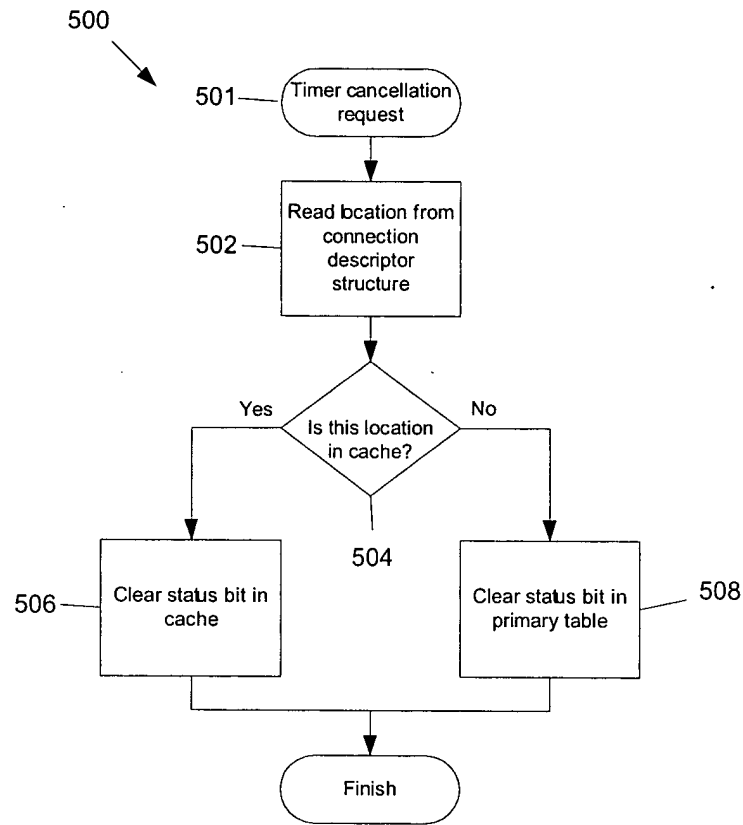 500
501
Timer cancellation
request
502
Read location from
connection
descriptor
structure
Yes
No
Is this location
in cache?
504
506
Clear status bit in
cache
Clear status bit in
primary table
508
Finish